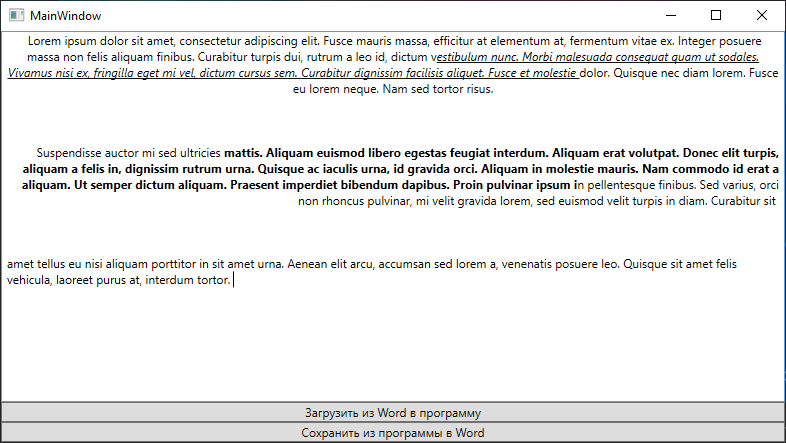 MainWindow
Lorem ipsum dolor sit amet, consectetur adipiscing elit. Fusce mauris massa, efficitur at elementum at, fermentum vitae ex. Integer posuere
massa non felis aliquam finibus. Curabitur turpis dui, rutrum a leo id, dictum vestibulum nunc. Morbi malesuada consequat quam ut sodales.
Vivamus nisi ex, fringilla eget mi vel, dictum cursus sem. Curabitur dignissim facilisis aliquet. Fusce et molestie dolor. Quisque nec diam lorem. Fusce
eu lorem neque. Nam sed tortor risus.
Suspendisse auctor mi sed ultricies mattis. Aliquam euismod libero egestas feugiat interdum. Aliquam erat volutpat. Donec elit turpis,
aliquam a felis in, dignissim rutrum urna. Quisque ac iaculis urna, id gravida orci. Aliquam in molestie mauris. Nam commodo id erat a
aliquam. Ut semper dictum aliquam. Praesent imperdiet bibendum dapibus. Proin pulvinar ipsum in pellentesque finibus. Sed varius, orci
non rhoncus pulvinar, mi velit gravida lorem, sed euismod velit turpis in diam. Curabitur sit
amet tellus eu nisi aliquam porttitor in sit amet urna. Aenean elit arcu, accumsan sed lorem a, venenatis posuere leo. Quisque sit amet felis
vehicula, laoreet purus at, interdum tortor.
Загрузить из Word в программу
Сохранить из программы в Word